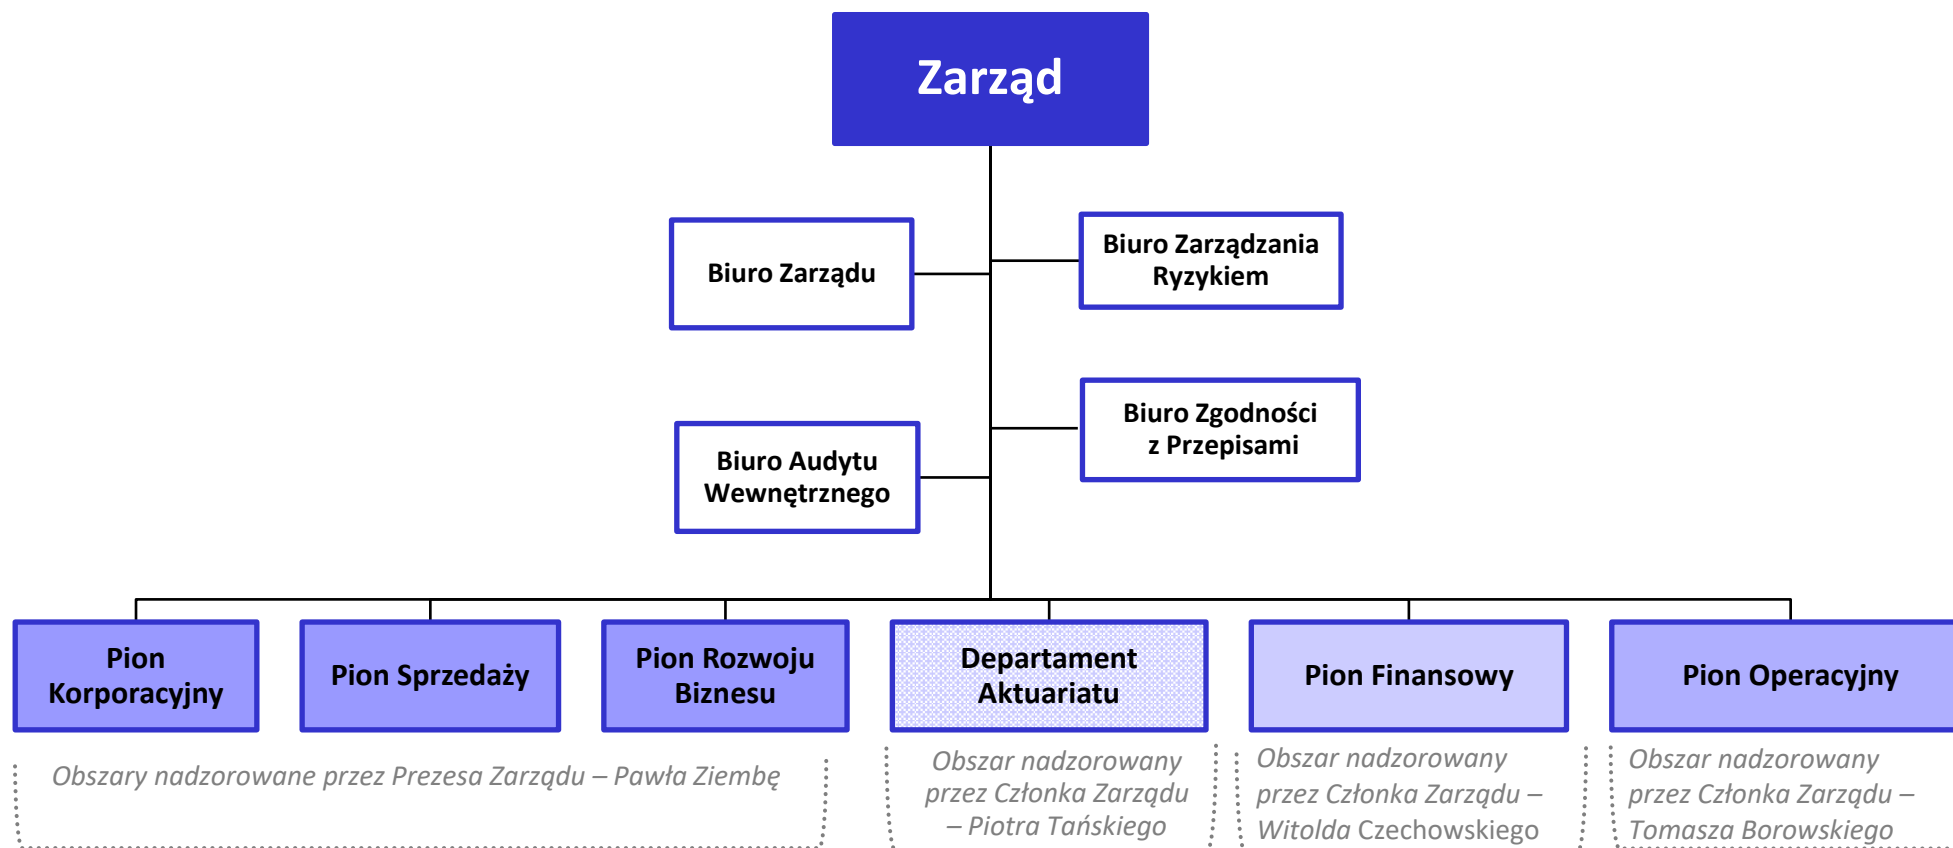 Zarząd
Biuro Zarządu
Biuro Zarządzania
Ryzykiem
Biuro Zgodności
z Przepisami
Biuro Audytu
Wewnętrznego
Pion
Korporacyjny
Pion Sprzedaży
Pion Rozwoju
Biznesu
Departament
Aktuariatu
Pion Finansowy
Pion Operacyjny
Obszary nadzorowane przez Prezesa Zarządu – Pawła Ziembę
Obszar nadzorowany
przez Członka Zarządu
– Piotra Tańskiego
Obszar nadzorowany
przez Członka Zarządu –
Witolda Czechowskiego
Obszar nadzorowany
przez Członka Zarządu –
Tomasza Borowskiego